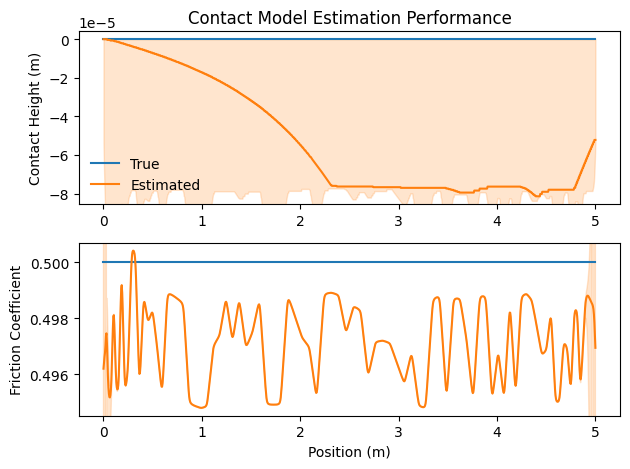 Contact Model Estimation Performance
1e−5
0
−2
−4
−6
−8
Contact Height (m)
True
Estimated
0
1
2
3
4
5
0.500
0.498
0.496
Friction Coefficient
0
1
2
3
4
5
Position (m)